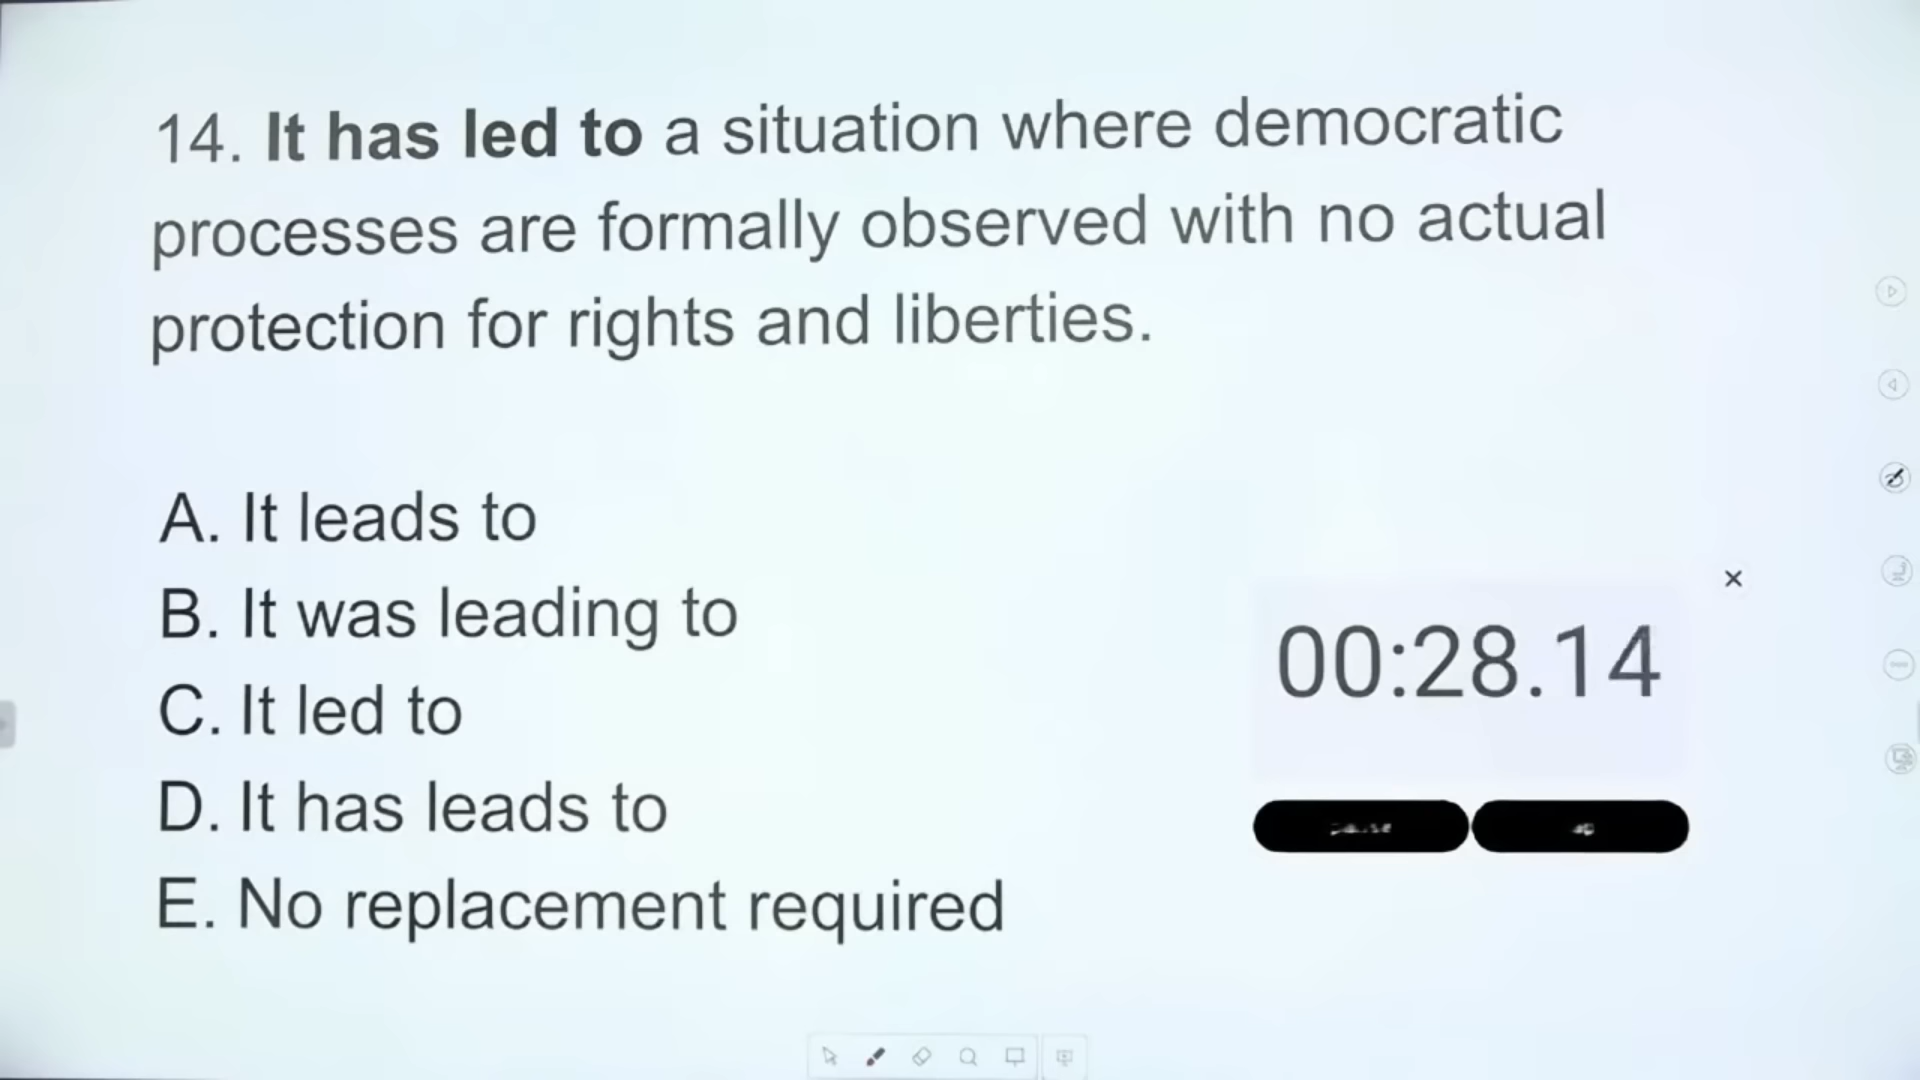 14. It has led to a situation where democratic
processes are formally observed with no actual
protection for rights and liberties.
A. It leads to
B. It was leading to
C. It led to
D. It has leads to
E. No replacement required
×
00:28.14
pause